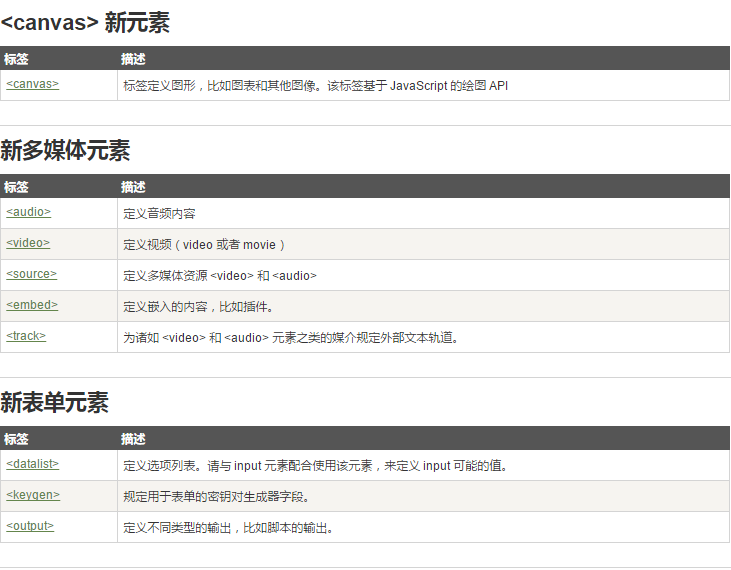 <canvas> 新元素
标签 描述
<canvas> 标签定义图形，比如图表和其他图像。该标签基于 JavaScript 的绘图 API
新多媒体元素
标签 描述
<audio> 定义音频内容
<video> 定义视频（video 或者 movie）
<source> 定义多媒体资源 <video> 和 <audio>
<embed> 定义嵌入的内容，比如插件。
<track> 为诸如 <video> 和 <audio> 元素之类的媒介规定外部文本轨道。
新表单元素
标签 描述
<datalist> 定义选项列表。请与 input 元素配合使用该元素，来定义 input 可能的值。
<keygen> 规定用于表单的密钥对生成器字段。
<output> 定义不同类型的输出，比如脚本的输出。